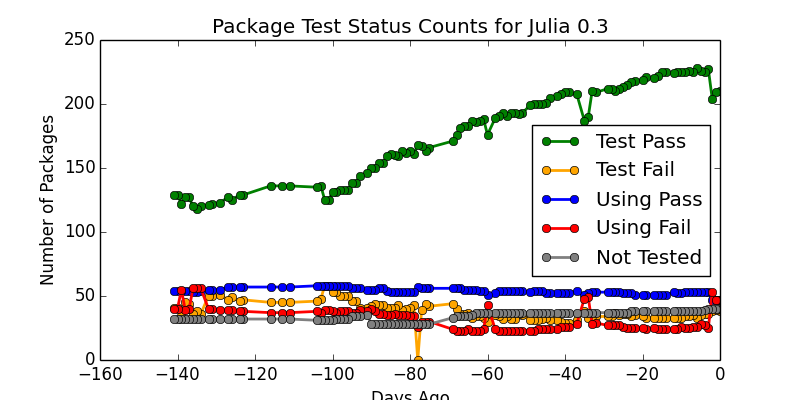 Package Test Status Counts for Julia 0.3
250
200
150
100
50
0
Number of Packages
Test Pass
Test Fail
Using Pass
Using Fail
Not Tested
−160 −140 −120 −100 −80 −60 −40 −20 0
Days Ago